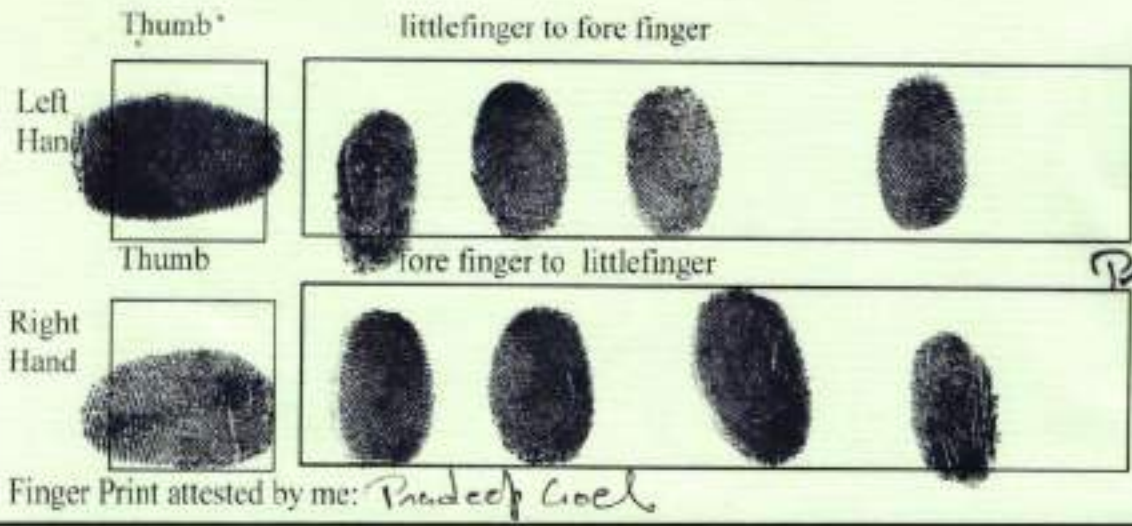 Thumb littlefinger to fore finger
Left
Hand
Thumb fore finger to littlefinger
Right
Hand
Finger Print attested by me: Pradeep Goel